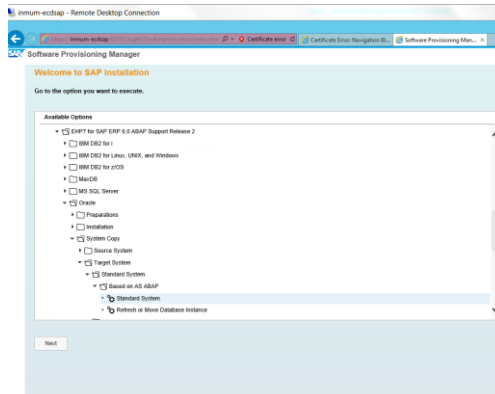 inmum-ecdsap - Remote Desktop Connection
inmum-ecdsap
Certificate error
Certificate Error: Navigation Bl...
Software Provisioning Man...
SAP Software Provisioning Manager
Welcome to SAP Installation
Go to the option you want to execute.
Available Options
EHP7 for SAP ERP 6.0 ABAP Support Release 2
IBM DB2 for i
IBM DB2 for Linux, UNIX, and Windows
IBM DB2 for z/OS
MaxDB
MS SQL Server
Oracle
Preparations
Installation
System Copy
Source System
Target System
Standard System
Based on AS ABAP
Standard System
Refresh or Move Database Instance
Next